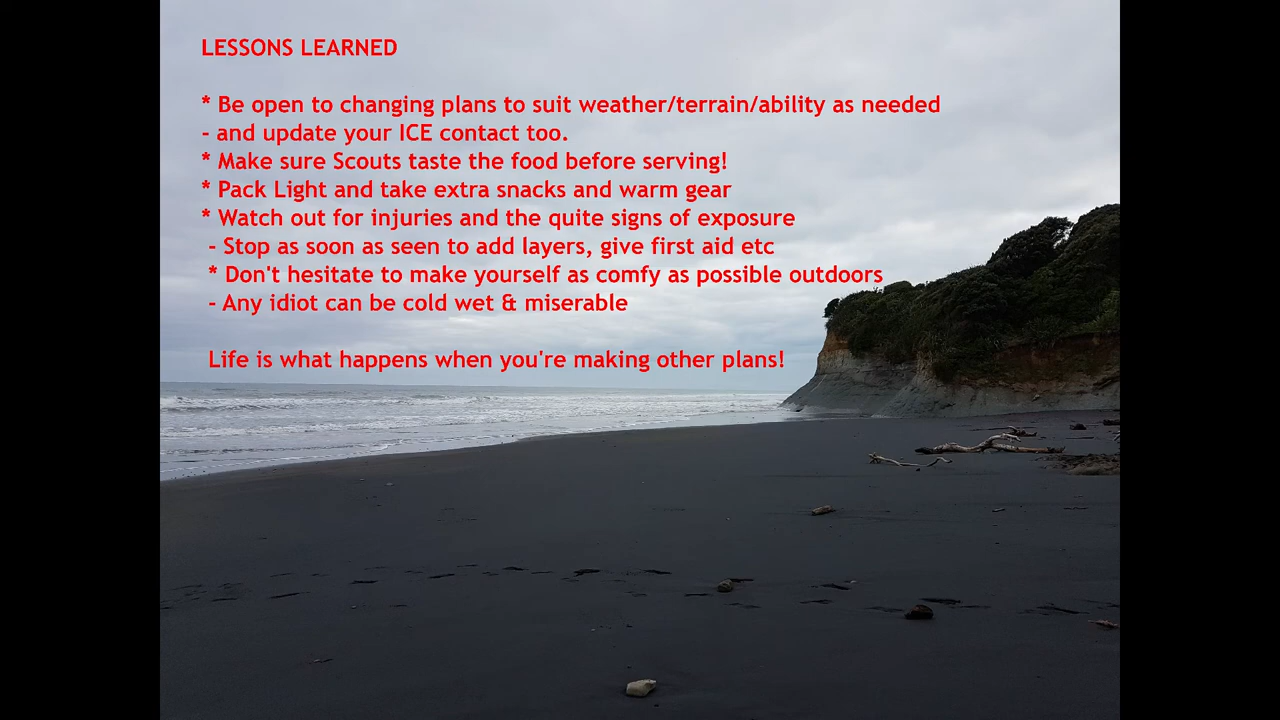 LESSONS LEARNED
* Be open to changing plans to suit weather/terrain/ability as needed
- and update your ICE contact too.
* Make sure Scouts taste the food before serving!
* Pack Light and take extra snacks and warm gear
* Watch out for injuries and the quite signs of exposure
- Stop as soon as seen to add layers, give first aid etc
* Don't hesitate to make yourself as comfy as possible outdoors
- Any idiot can be cold wet & miserable
Life is what happens when you're making other plans!